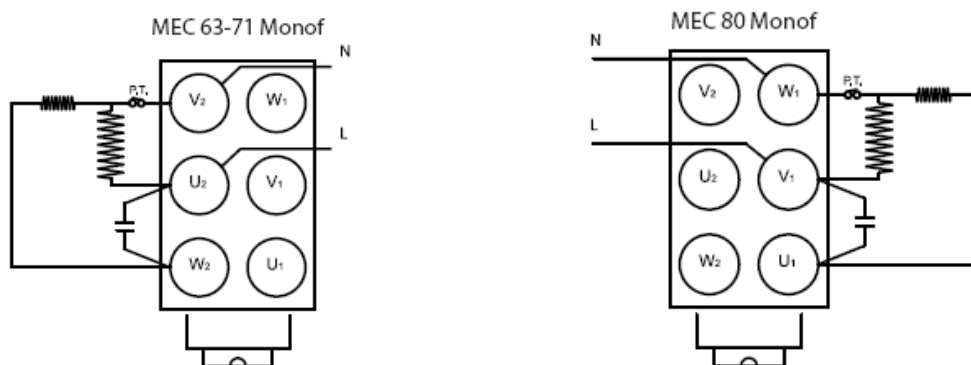 MEC 63-71 Monof
N
P.T.
V2 W1
L
U2 V1
W2 U1
MEC 80 Monof
N
P.T.
V2 W1
L
U2 V1
W2 U1